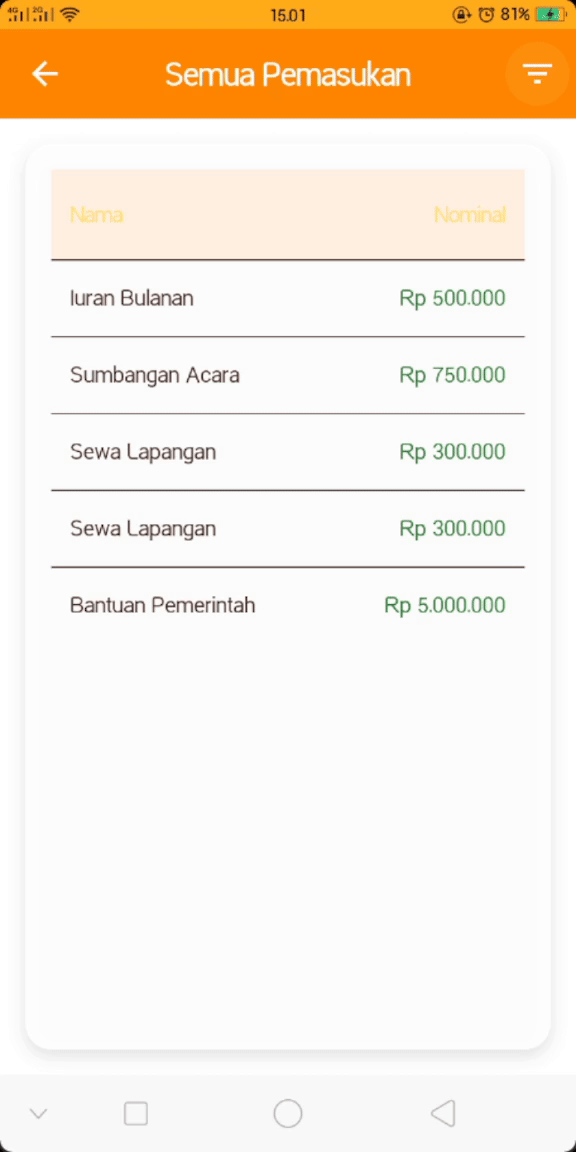 4G 2G 15.01 81%
Semua Pemasukan
Nama Nominal
Iuran Bulanan Rp 500.000
Sumbangan Acara Rp 750.000
Sewa Lapangan Rp 300.000
Sewa Lapangan Rp 300.000
Bantuan Pemerintah Rp 5.000.000